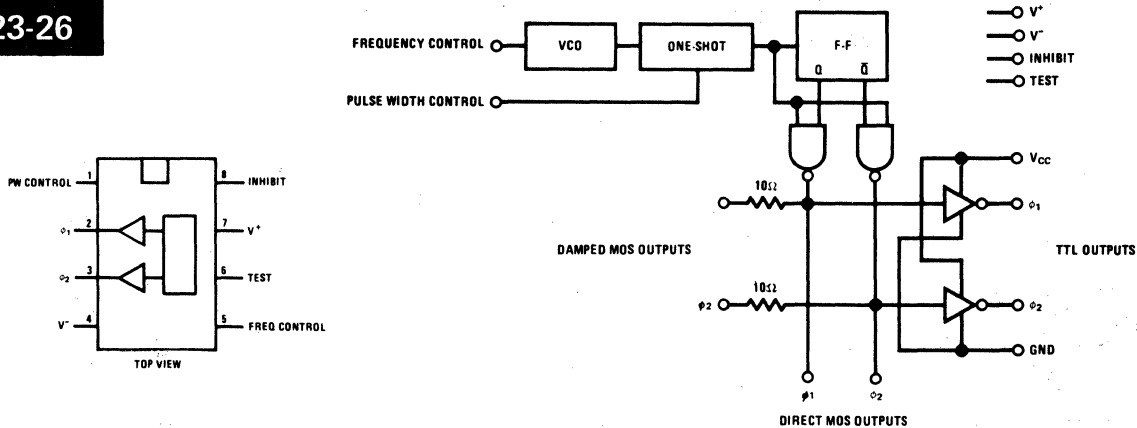 23-26
FREQUENCY CONTROL
VCO
ONE-SHOT
F-F
Q
Q̅
V+
V-
INHIBIT
TEST
PULSE WIDTH CONTROL
PW CONTROL
1
8
INHIBIT
ϕ1
2
7
V+
ϕ2
3
6
TEST
V-
4
5
FREQ CONTROL
TOP VIEW
VCC
10Ω
ϕ1
DAMPED MOS OUTPUTS
TTL OUTPUTS
10Ω
ϕ2
ϕ2
GND
ϕ1
ϕ2
DIRECT MOS OUTPUTS